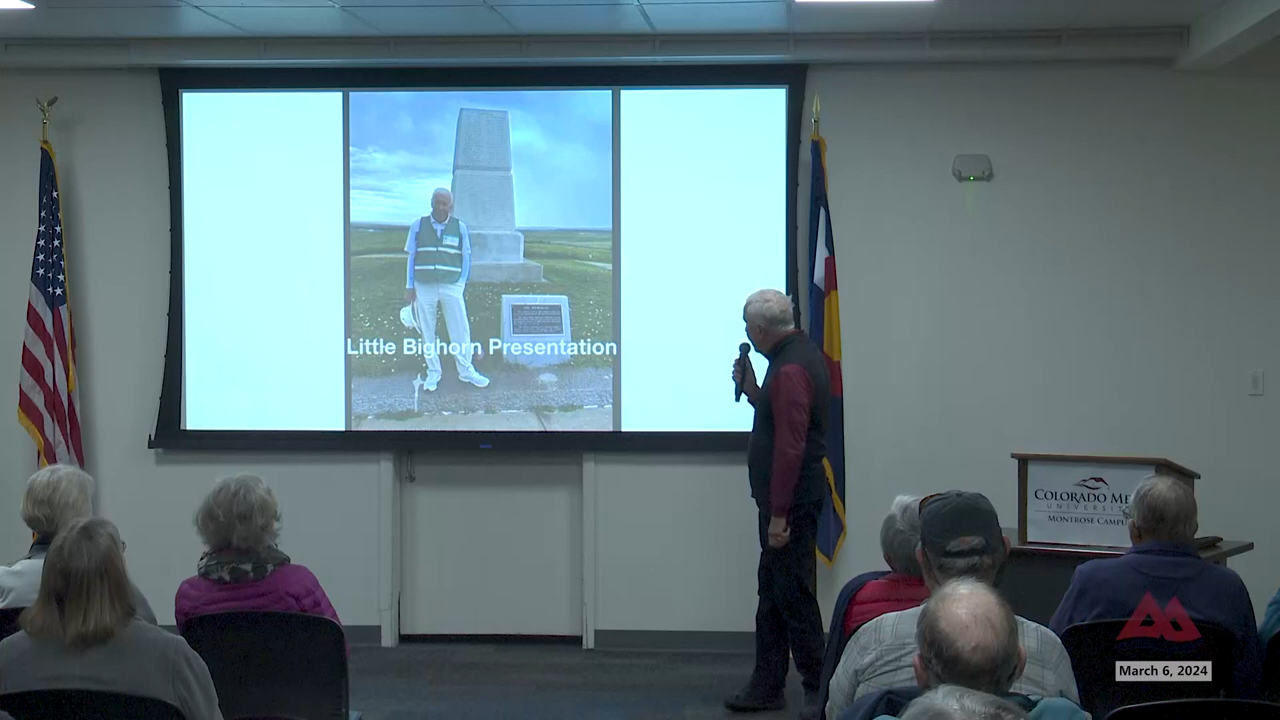 Little Bighorn Presentation
COLORADO ME
UNIVERSIT
MONTROSE CAMPU
March 6, 2024